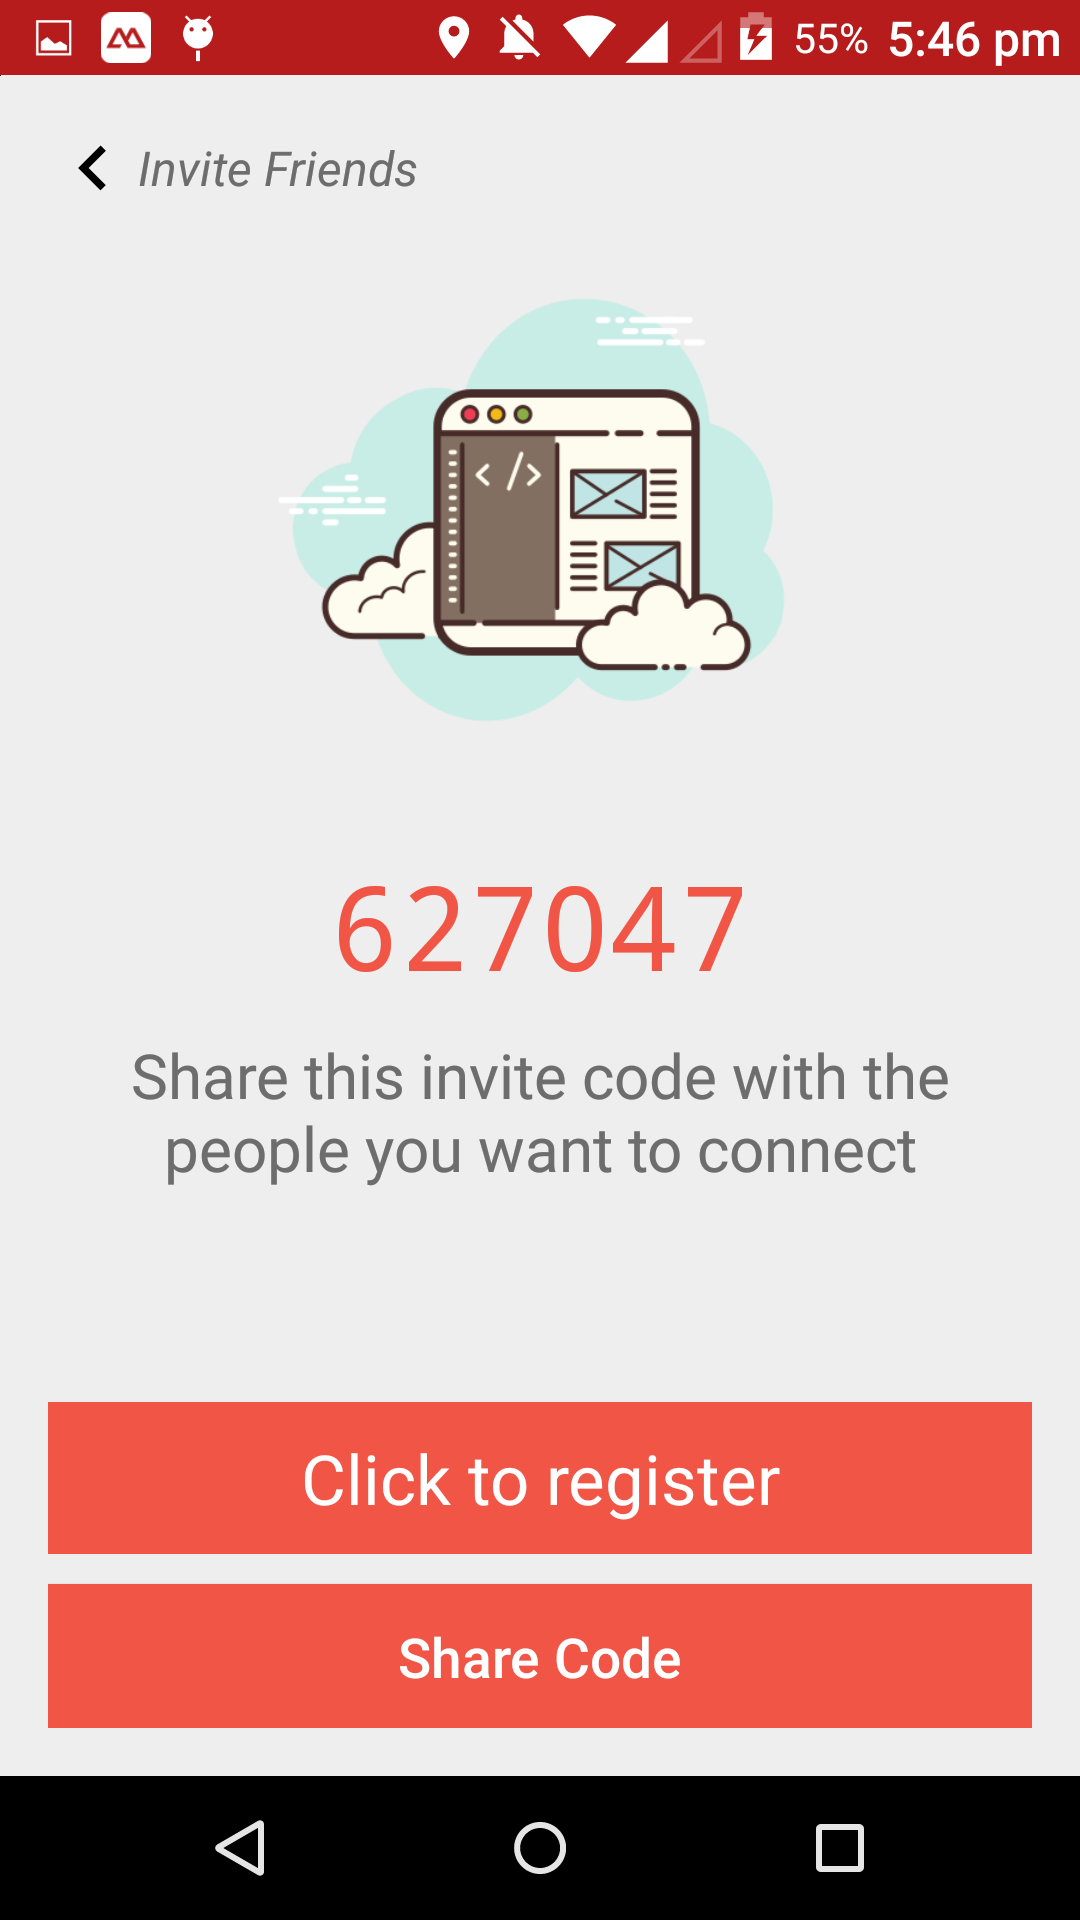 55% 5:46 pm
Invite Friends
</>
627047
Share this invite code with the
people you want to connect
Click to register
Share Code